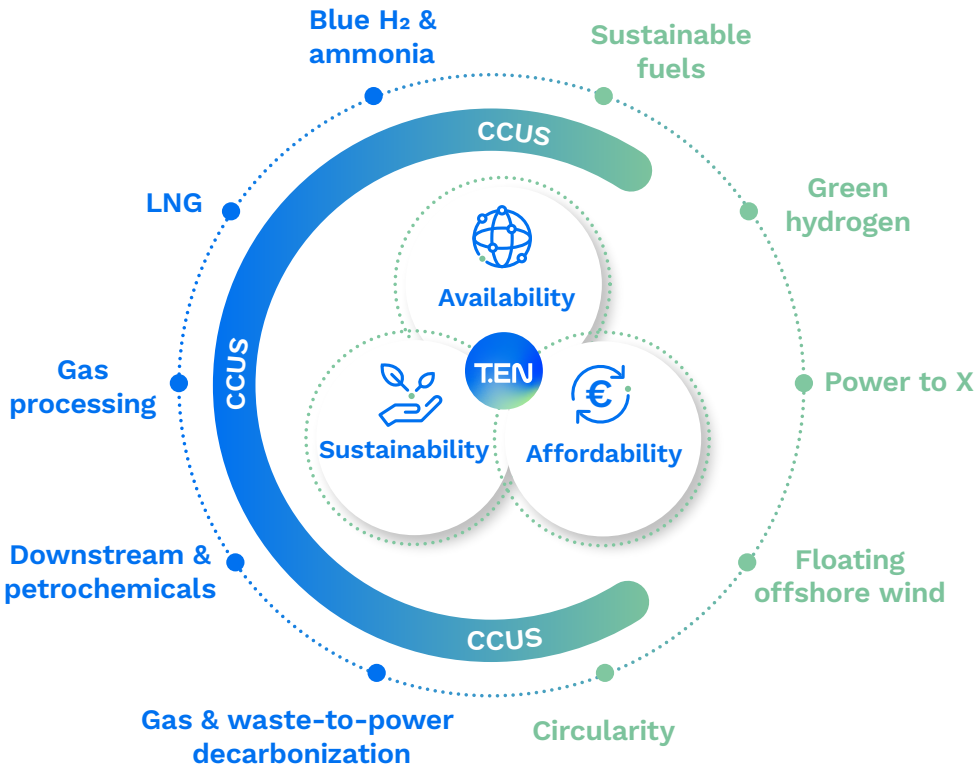 Blue H₂ &
ammonia
Sustainable
fuels
CCUS
LNG
Green
hydrogen
Availability
CCUS
T.EN
Gas
processing
Power to X
Sustainability
€
Affordability
Downstream &
petrochemicals
Floating
offshore wind
CCUS
Gas & waste-to-power
decarbonization
Circularity